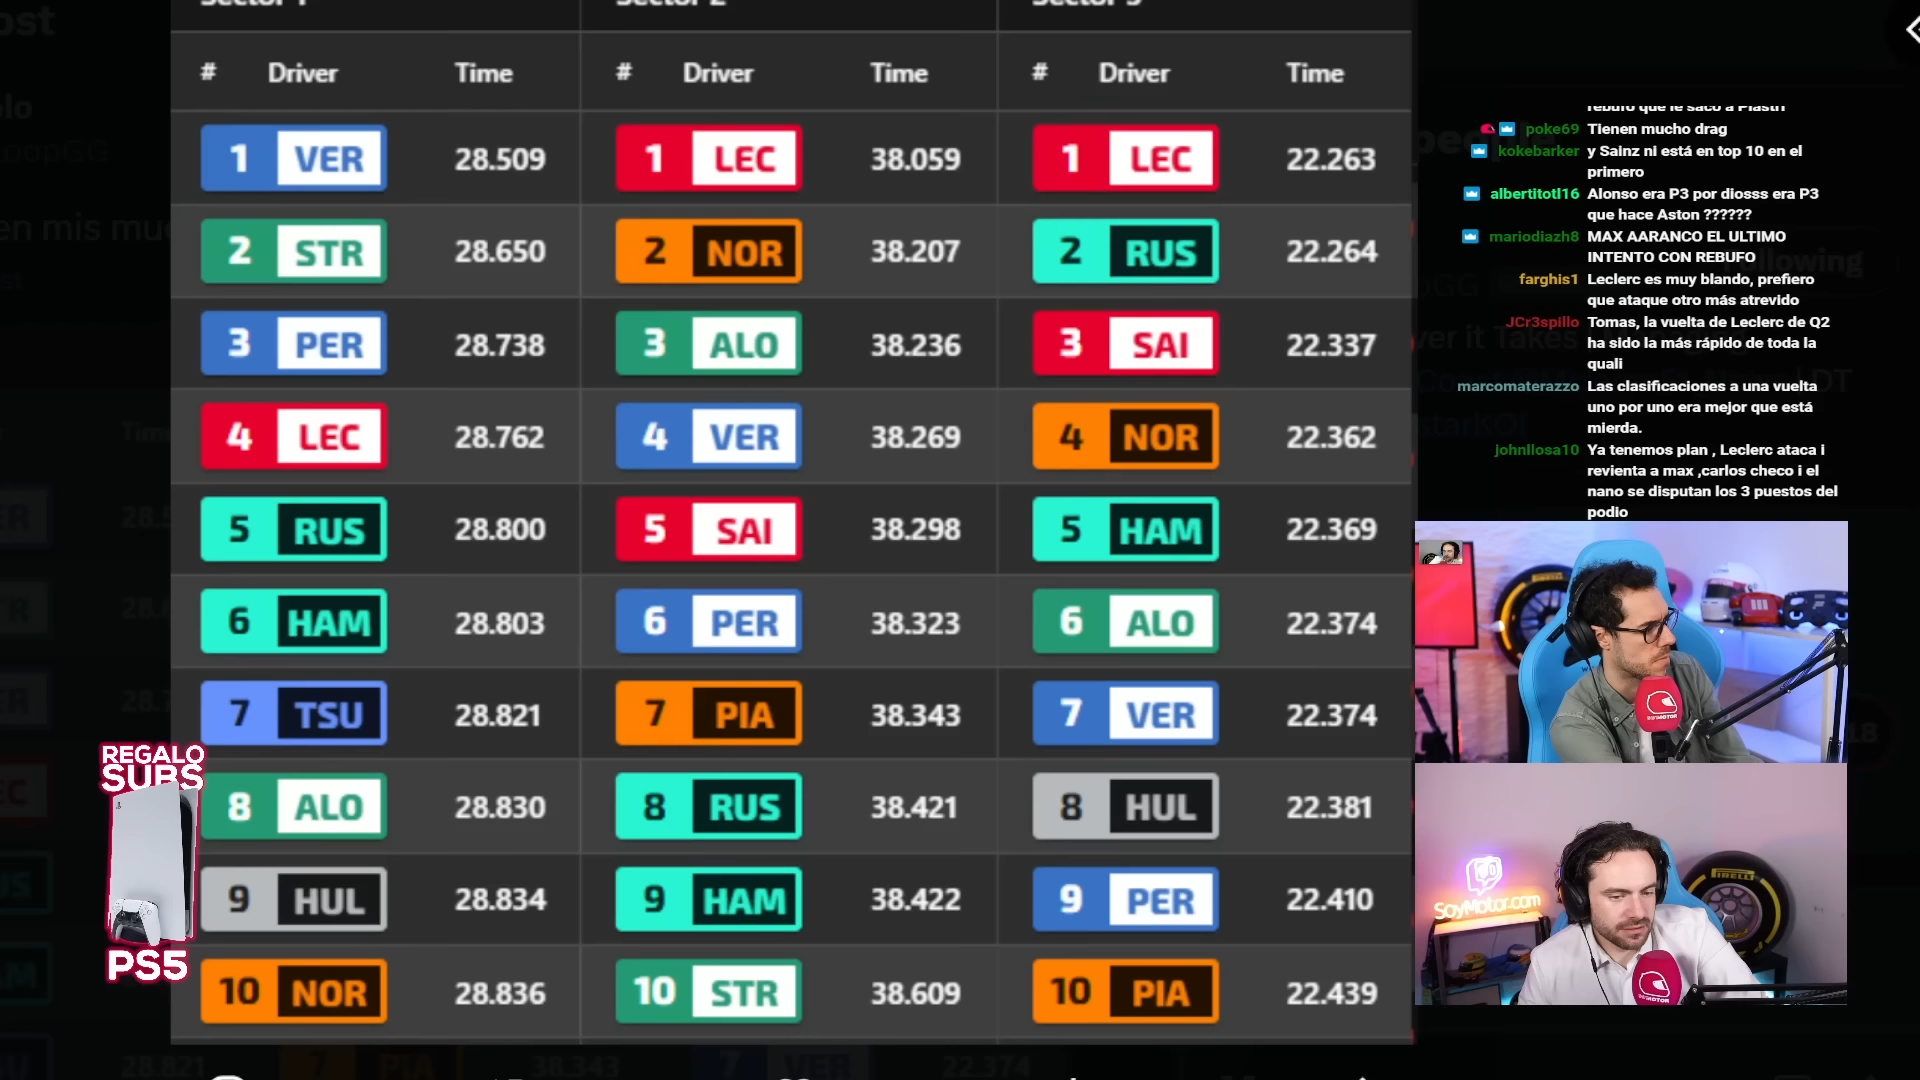 # Driver Time # Driver Time # Driver Time
1 VER 28.509 1 LEC 38.059 1 LEC 22.263
2 STR 28.650 2 NOR 38.207 2 RUS 22.264
3 PER 28.738 3 ALO 38.236 3 SAI 22.337
4 LEC 28.762 4 VER 38.269 4 NOR 22.362
5 RUS 28.800 5 SAI 38.298 5 HAM 22.369
6 HAM 28.803 6 PER 38.323 6 ALO 22.374
7 TSU 28.821 7 PIA 38.343 7 VER 22.374
8 ALO 28.830 8 RUS 38.421 8 HUL 22.381
9 HUL 28.834 9 HAM 38.422 9 PER 22.410
10 NOR 28.836 10 STR 38.609 10 PIA 22.439
REGALO
SUBS
PS5
rebufo que le saco a Piastri
poke69 Tienen mucho drag
kokebarker y Sainz ni está en top 10 en el
primero
albertitotl16 Alonso era P3 por diosss era P3
que hace Aston ??????
mariodiazh8 MAX AARANCO EL ULTIMO
INTENTO CON REBUFO
farghis1 Leclerc es muy blando, prefiero
que ataque otro más atrevido
JCr3spillo Tomas, la vuelta de Leclerc de Q2
ha sido la más rápido de toda la
quali
marcomaterazzo Las clasificaciones a una vuelta
uno por uno era mejor que está
mierda.
johnllosa10 Ya tenemos plan , Leclerc ataca i
revienta a max ,carlos checo i el
nano se disputan los 3 puestos del
podio
SoyMotor.com
PIRELLI